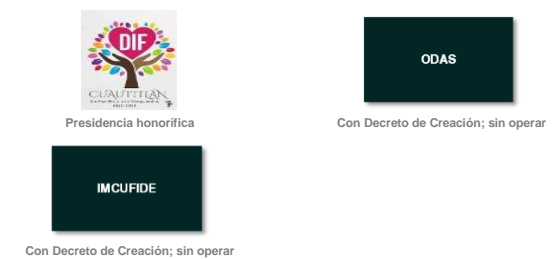 DIF
CUAUTITLÁN
Presidencia honorífica
ODAS
Con Decreto de Creación; sin operar
IMCUFIDE
Con Decreto de Creación; sin operar